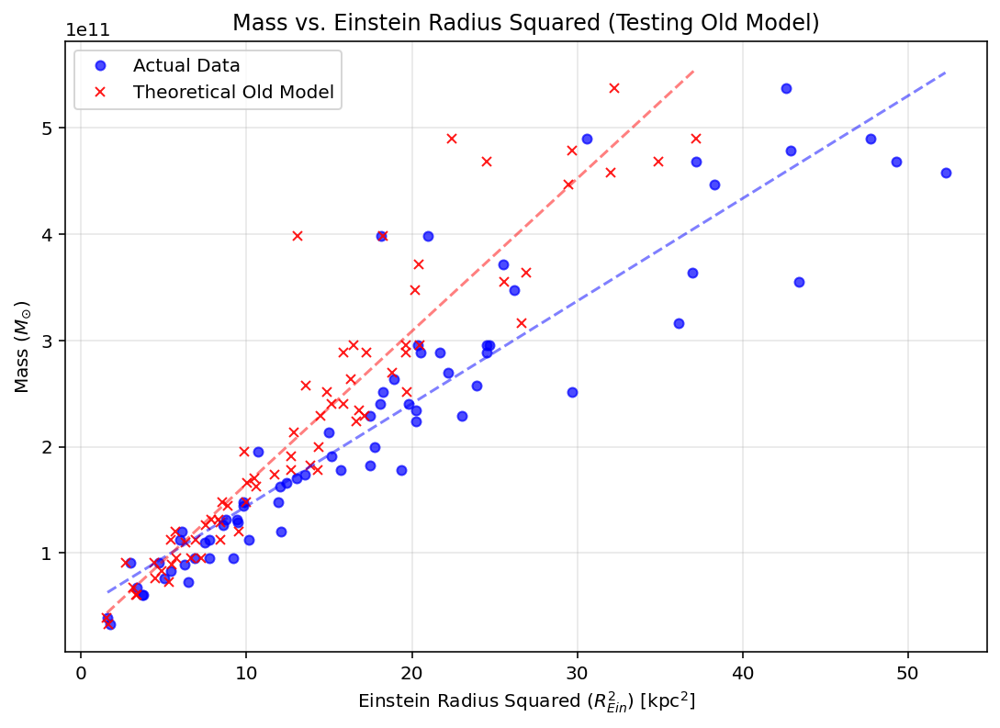 Mass vs. Einstein Radius Squared (Testing Old Model)
1e11
Actual Data
Theoretical Old Model
5
4
3
2
1
Mass (M⊙)
0 10 20 30 40 50
Einstein Radius Squared (R²_Ein) [kpc²]